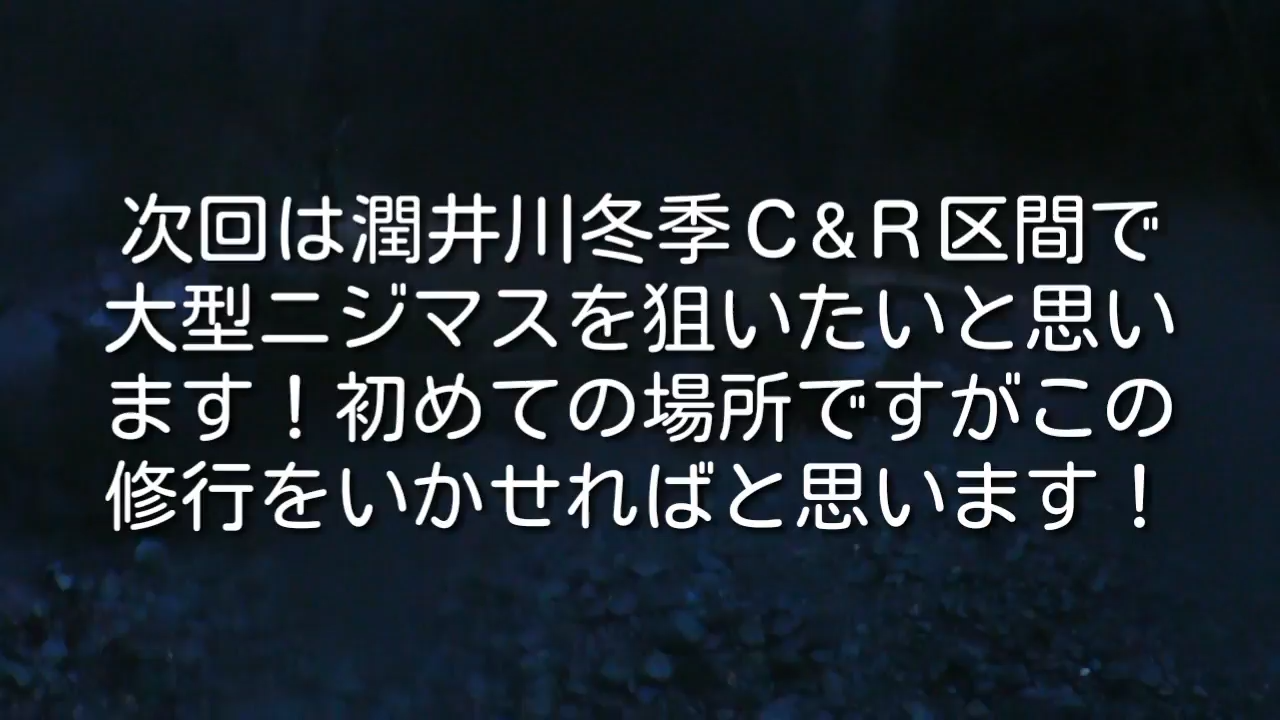 次回は潤井川冬季C&R区間で
大型ニジマスを狙いたいと思い
ます！初めての場所ですがこの
修行をいかせればと思います！